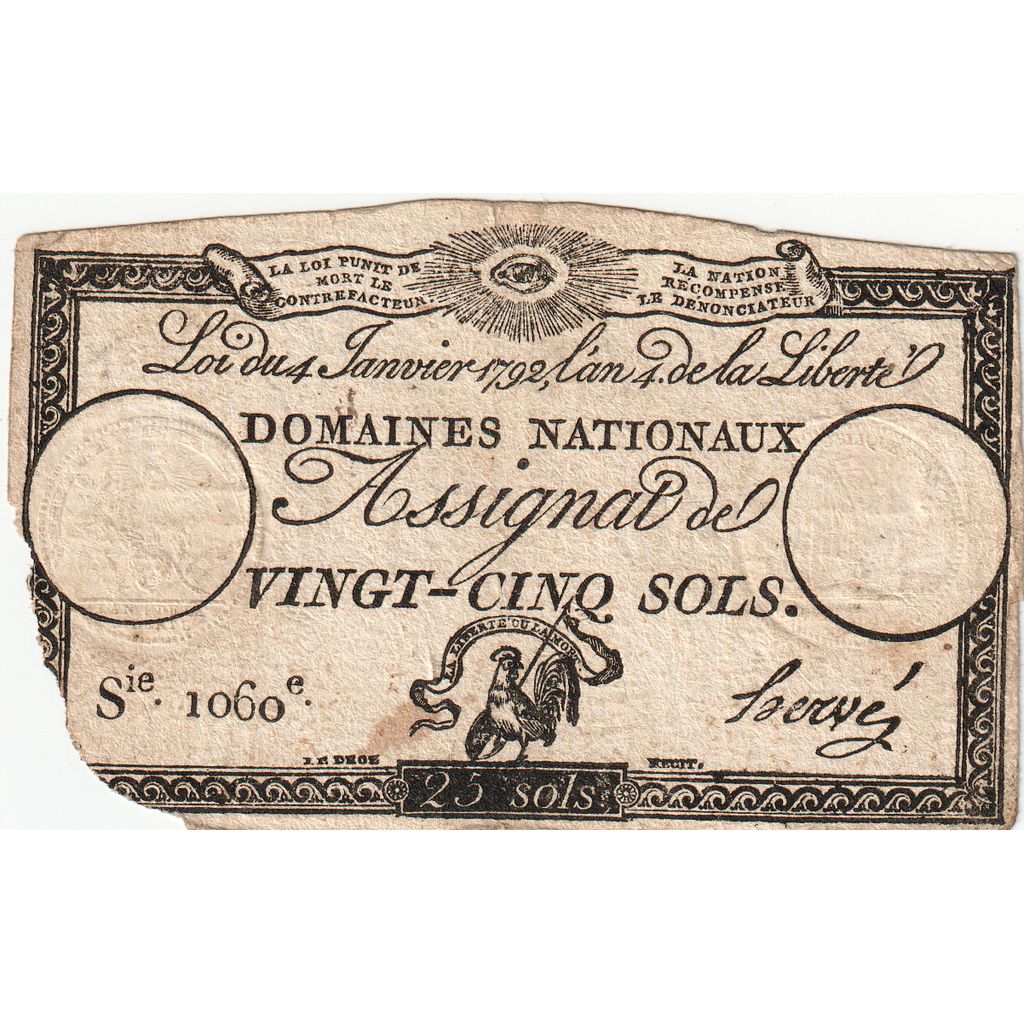 LA LOI PUNIT DE
MORT LE
CONTREFACTEUR.
LA NATION
RECOMPENSE
LE DENONCIATEUR
Loi du 4 Janvier 1792, l'an 4. de la Liberté
DOMAINES NATIONAUX
Assignat de
VINGT-CINQ SOLS.
LA LIBERTÉ OU LA MORT
Sie. 1060e.
hervé
FECIT.
25 sols